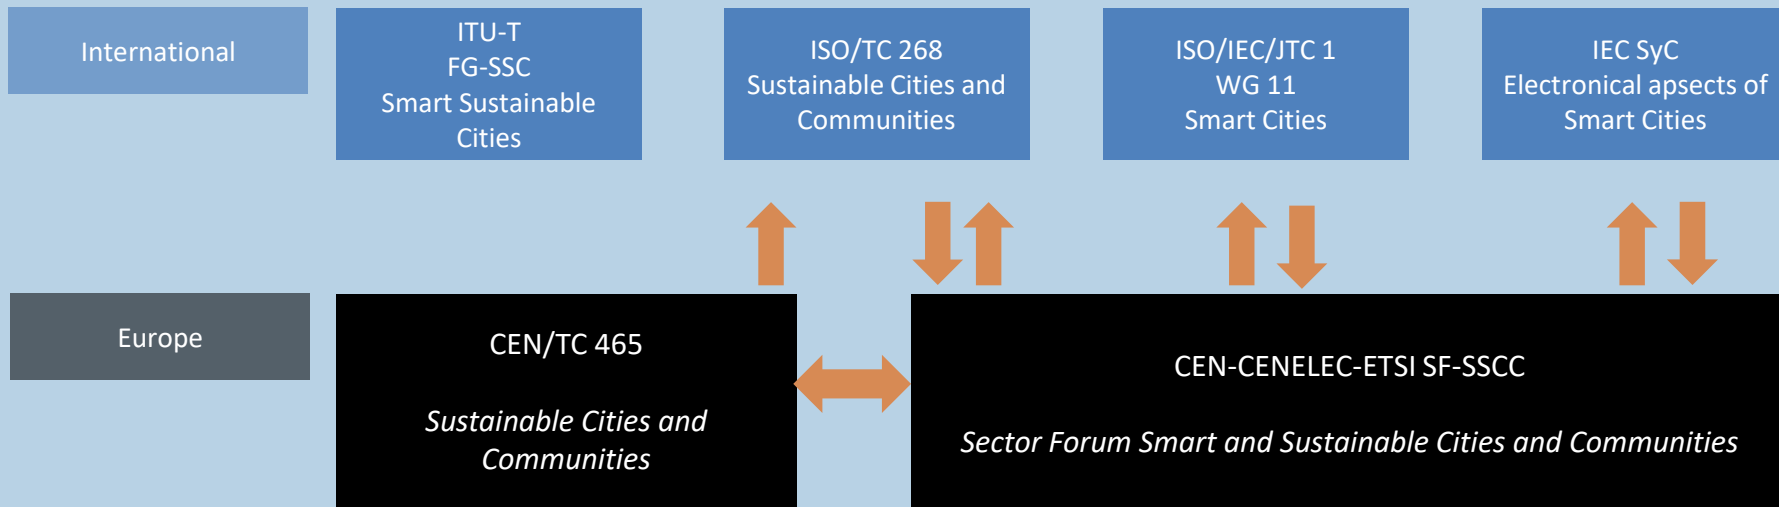 International
ITU-T
FG-SSC
Smart Sustainable
Cities
ISO/TC 268
Sustainable Cities and
Communities
ISO/IEC/JTC 1
WG 11
Smart Cities
IEC SyC
Electronical apsects of
Smart Cities
Europe
CEN/TC 465
Sustainable Cities and
Communities
CEN-CENELEC-ETSI SF-SSCC
Sector Forum Smart and Sustainable Cities and Communities